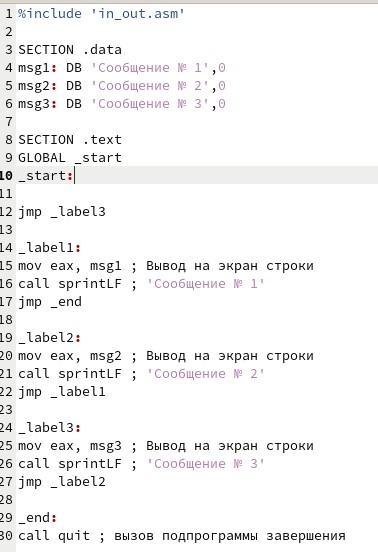 1 %include 'in_out.asm'
2
3 SECTION .data
4 msg1: DB 'Сообщение № 1',0
5 msg2: DB 'Сообщение № 2',0
6 msg3: DB 'Сообщение № 3',0
7
8 SECTION .text
9 GLOBAL _start
10 _start:
11
12 jmp _label3
13
14 _label1:
15 mov eax, msg1 ; Вывод на экран строки
16 call sprintLF ; 'Сообщение № 1'
17 jmp _end
18
19 _label2:
20 mov eax, msg2 ; Вывод на экран строки
21 call sprintLF ; 'Сообщение № 2'
22 jmp _label1
23
24 _label3:
25 mov eax, msg3 ; Вывод на экран строки
26 call sprintLF ; 'Сообщение № 3'
27 jmp _label2
28
29 _end:
30 call quit ; вызов подпрограммы завершения